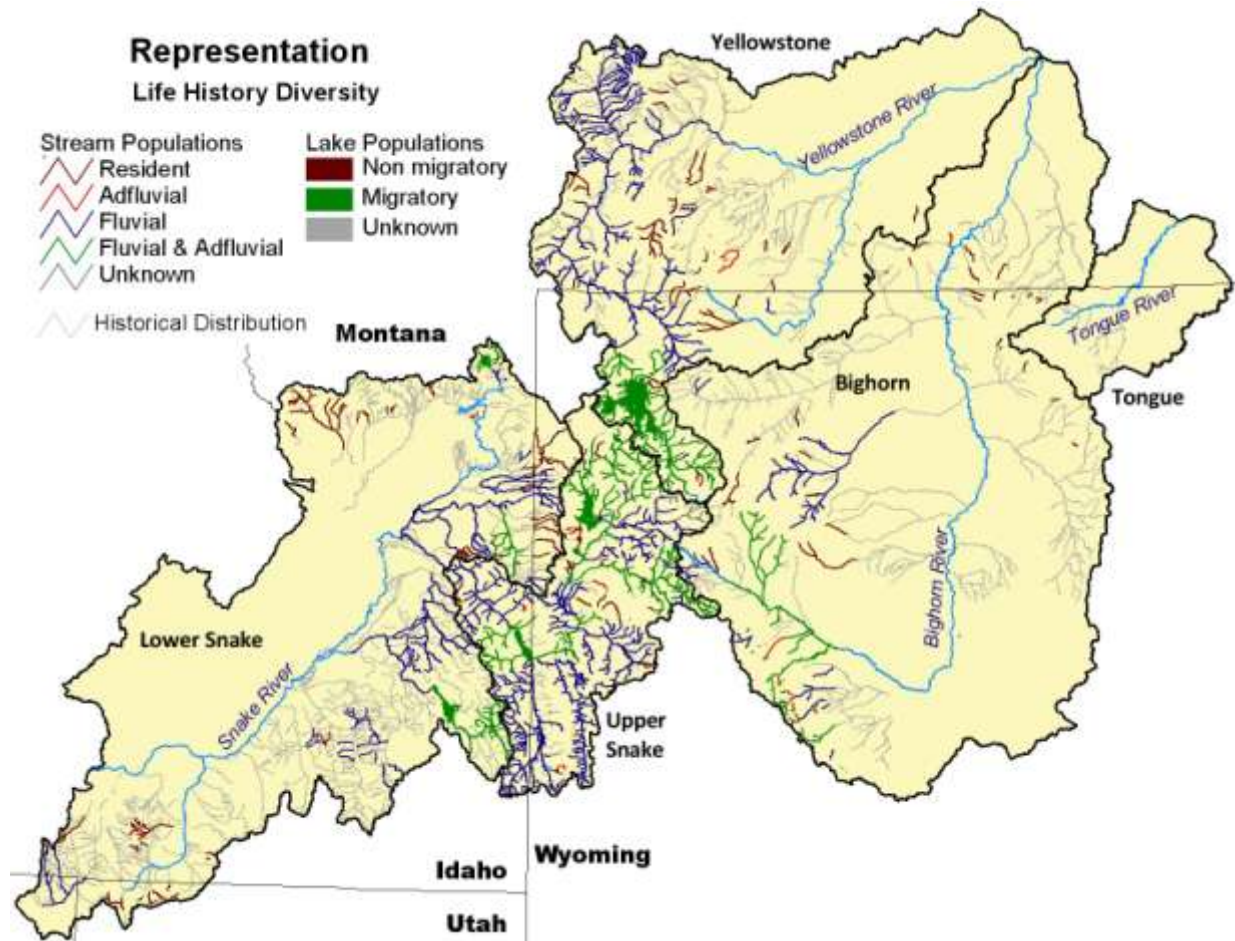 Representation
Life History Diversity
Stream Populations
Resident
Adfluvial
Fluvial
Fluvial & Adfluvial
Unknown
Historical Distribution
Lake Populations
Non migratory
Migratory
Unknown
Yellowstone
Yellowstone River
Tongue River
Tongue
Montana
Bighorn
Bighorn River
Lower Snake
Snake River
Upper
Snake
Idaho
Wyoming
Utah